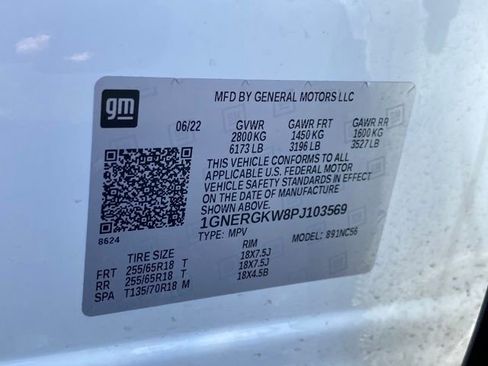 gm
MFD BY GENERAL MOTORS LLC
06/22 GVWR GAWR FRT GAWR RR
2800 KG 1450 KG 1600 KG
6173 LB 3196 LB 3527 LB
THIS VEHICLE CONFORMS TO ALL
APPLICABLE U.S. FEDERAL MOTOR
VEHICLE SAFETY STANDARDS IN EFFECT
ON THE DATE OF MANUFACTURE
1GNERGKW8PJ103569
8624 TYPE: MPV MODEL: 891NC56
TIRE SIZE RIM
FRT 255/65R18 T 18X7.5J
RR 255/65R18 T 18X7.5J
SPA T135/70R18 M 18X4.5B